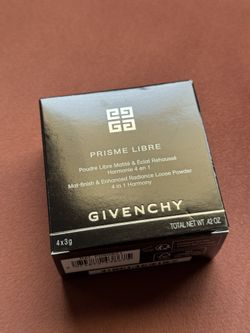 PRISME LIBRE
Poudre Libre Matité & Éclat Rehaussé
Harmonie 4 en 1
Mat-finish & Enhanced Radiance Loose Powder
4 in 1 Harmony
GIVENCHY
4x3g
TOTAL NET WT .42 OZ